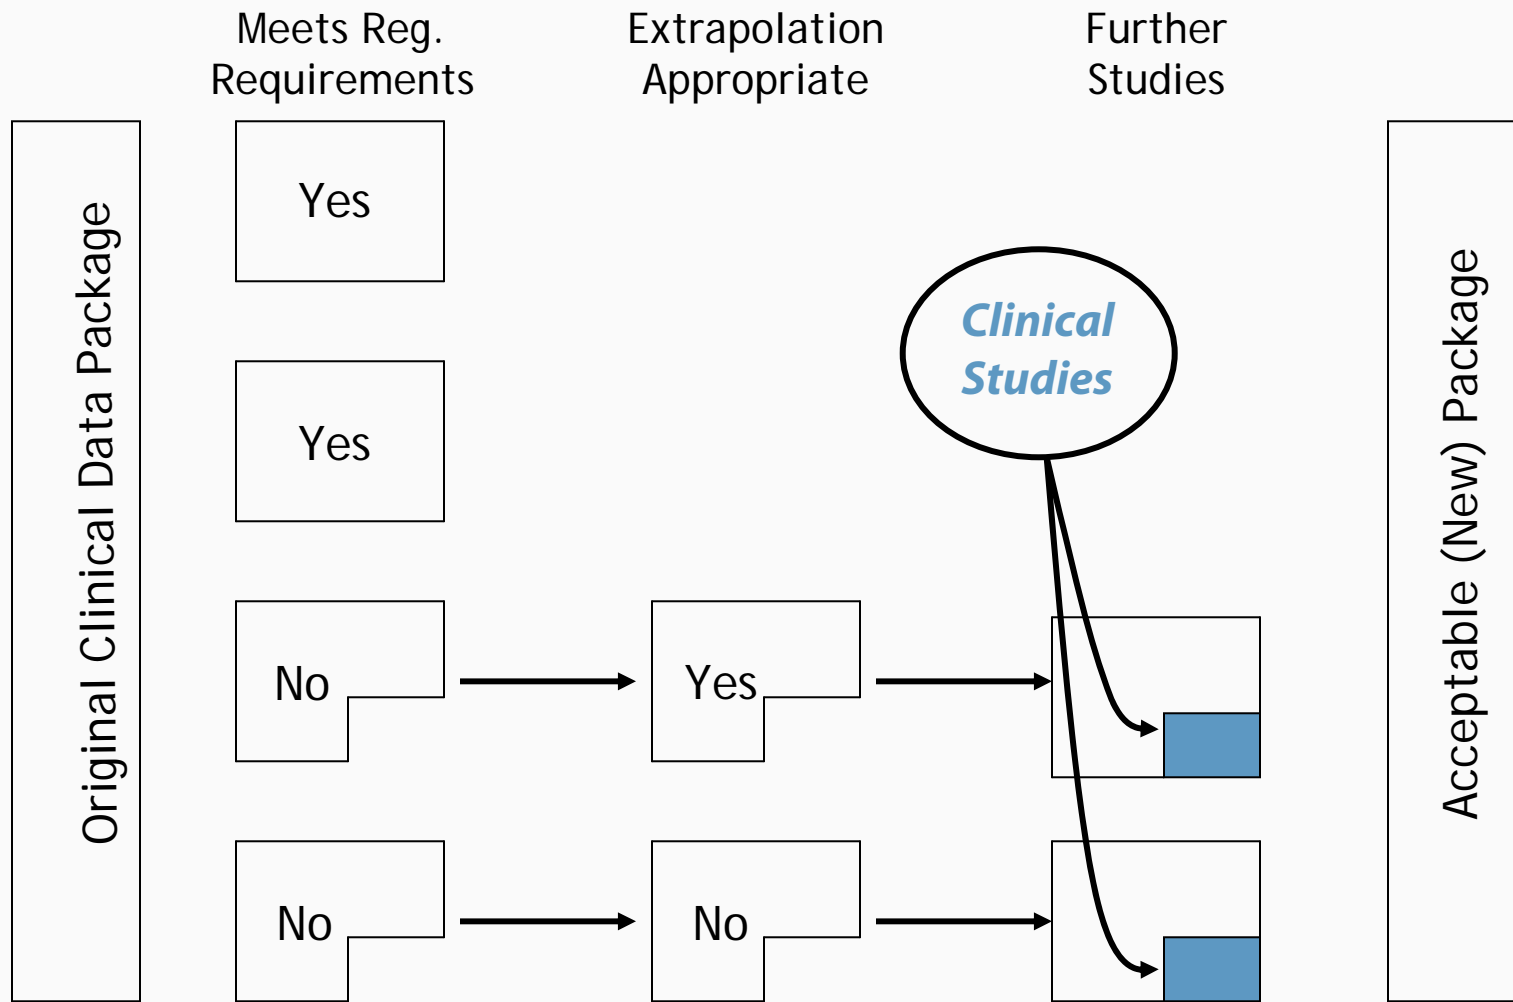 Meets Reg.
Requirements
Extrapolation
Appropriate
Further
Studies
Original Clinical Data Package
Yes
Yes
No
Yes
No
No
Clinical
Studies
Acceptable (New) Package